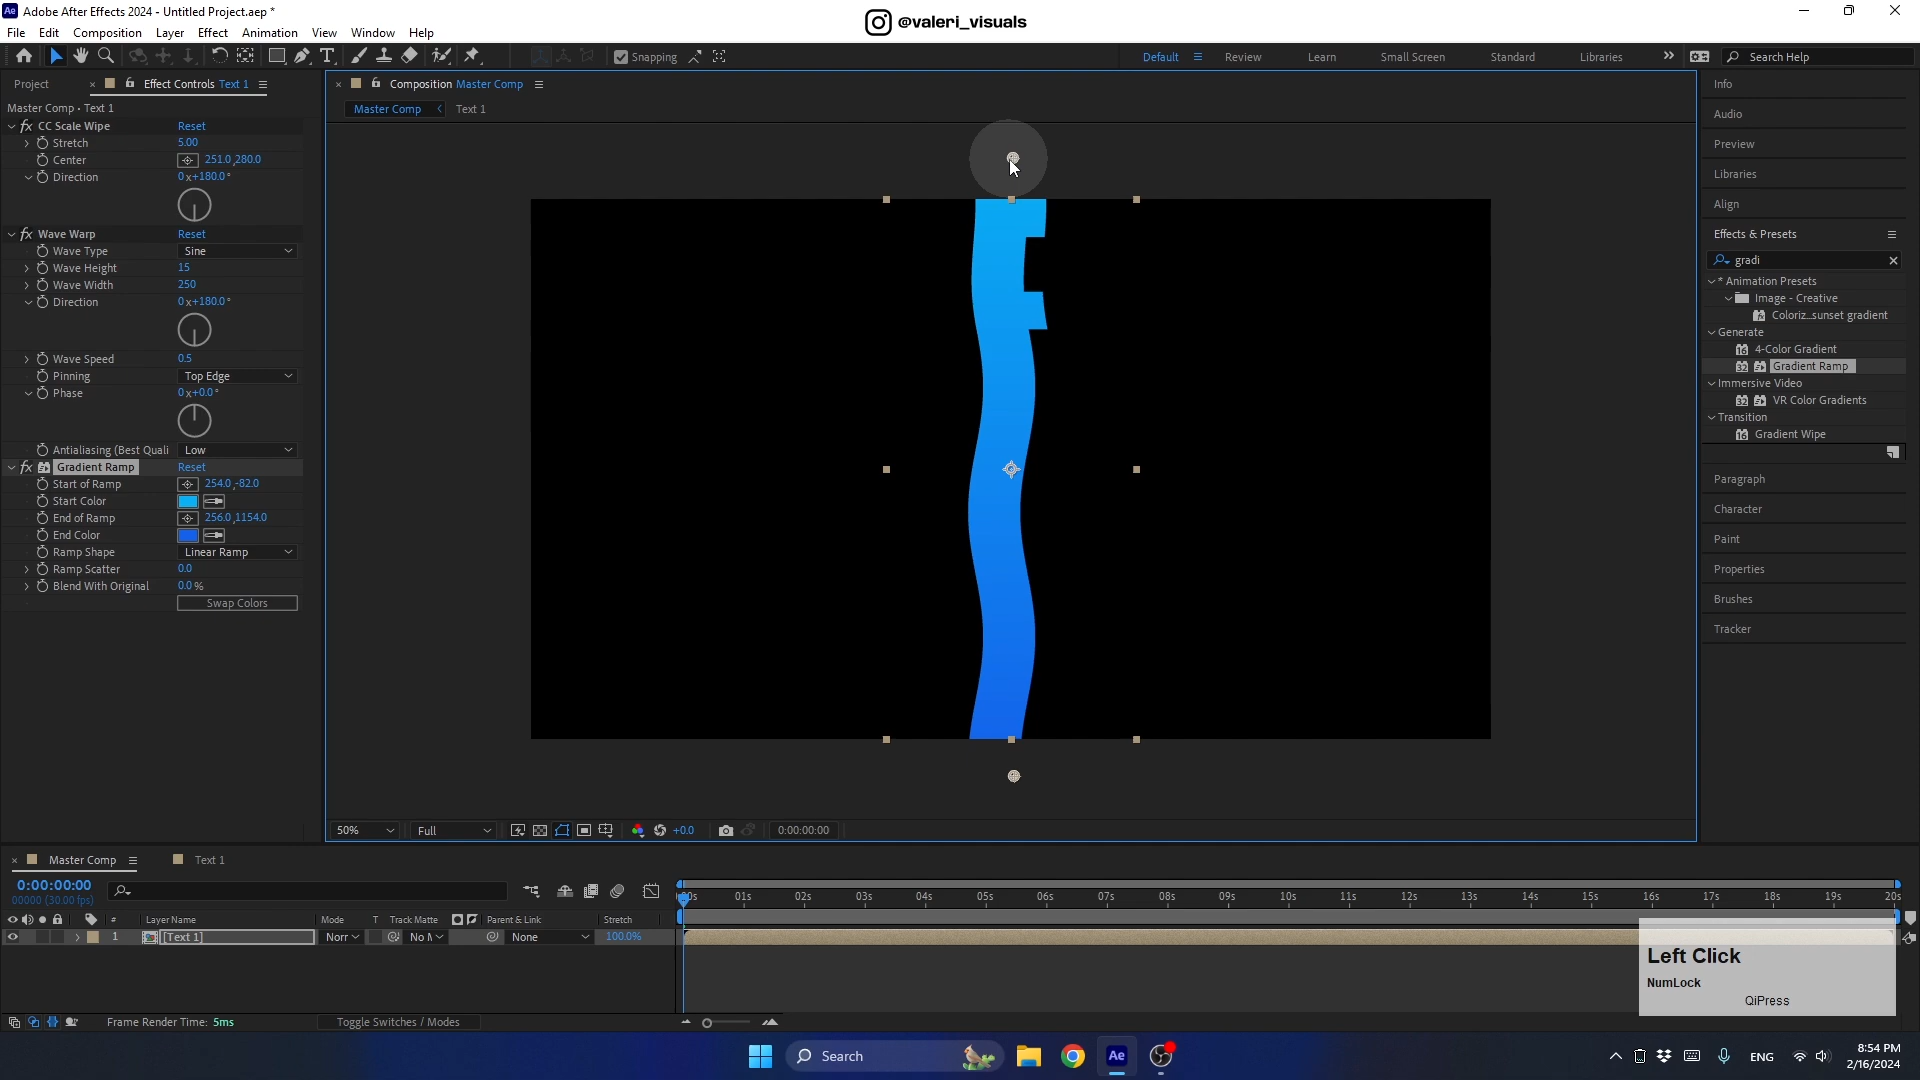 Adobe After Effects 2024 - Untitled Project.aep *
@valeri_visuals
File Edit Composition Layer Effect Animation View Window Help
Snapping
Default Review Learn Small Screen Standard Libraries Search Help
Project Effect Controls Text 1
Composition Master Comp
Master Comp • Text 1
Master Comp Text 1
fx CC Scale Wipe Reset
Stretch 5.00
Center 251.0,280.0
Direction 0x+180.0°
fx Wave Warp Reset
Wave Type Sine
Wave Height 15
Wave Width 250
Direction 0x+180.0°
Wave Speed 0.5
Pinning Top Edge
Phase 0x+0.0°
Antialiasing (Best Quali Low
fx Gradient Ramp Reset
Start of Ramp 254.0,-82.0
Start Color
End of Ramp 256.0,1154.0
End Color
Ramp Shape Linear Ramp
Ramp Scatter 0.0
Blend With Original 0.0%
Swap Colors
Info
Audio
Preview
Libraries
Align
Effects & Presets
gradi
* Animation Presets
Image - Creative
Coloriz...sunset gradient
Generate
4-Color Gradient
Gradient Ramp
Immersive Video
VR Color Gradients
Transition
Gradient Wipe
Paragraph
Character
Paint
Properties
Brushes
Tracker
50% Full +0.0 0:00:00:00
Master Comp Text 1
0:00:00:00
00000 (30.00 fps)
:00s 01s 02s 03s 04s 05s 06s 07s 08s 09s 10s 11s 12s 13s 14s 15s 16s 17s 18s 19s 20s
# Layer Name Mode T Track Matte Parent & Link Stretch
1 [Text 1] Norr No M None 100.0%
Left Click
NumLock
QiPress
Frame Render Time: 5ms Toggle Switches / Modes
Search
Ae
ENG
8:54 PM
2/16/2024